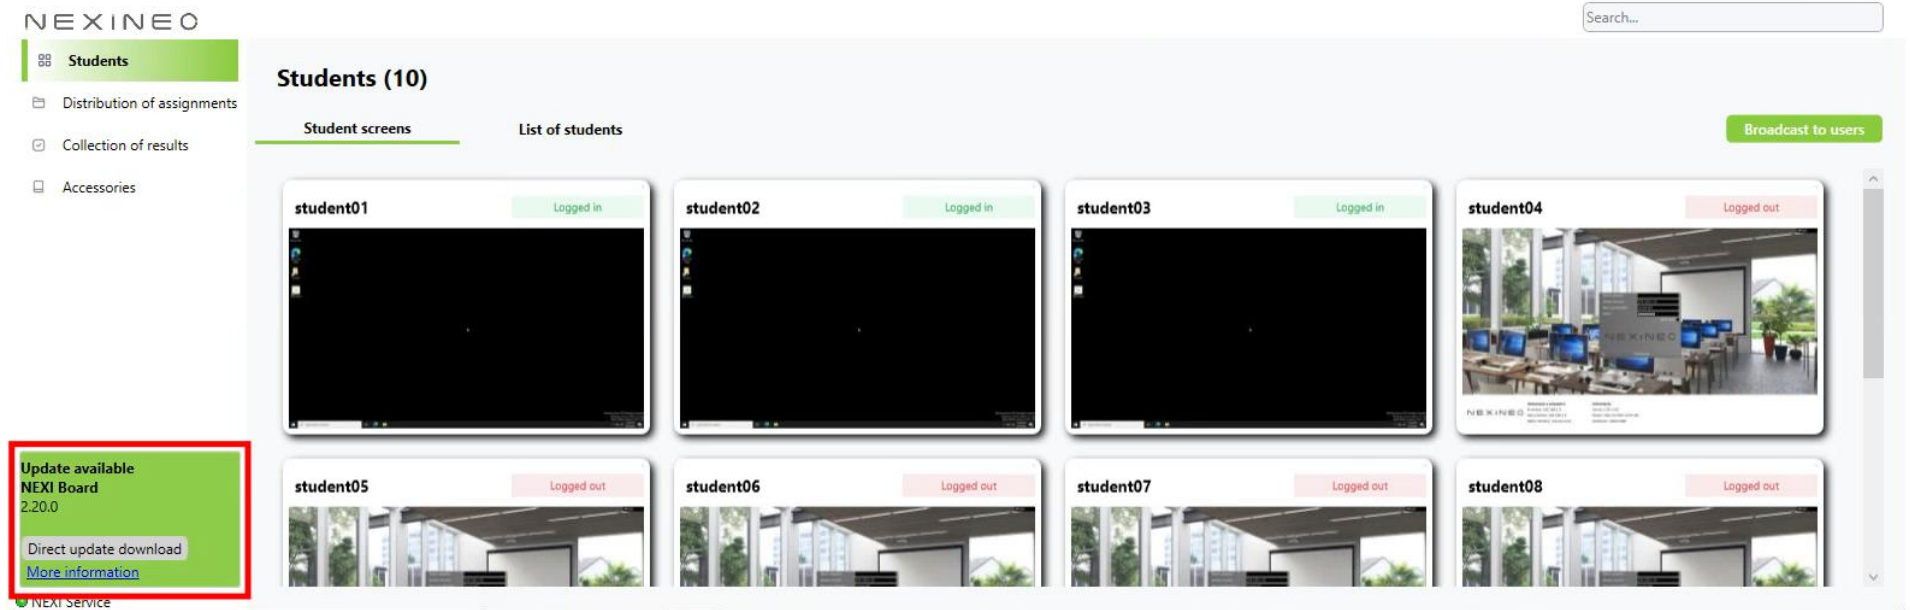 NEXINEO
Search...
Students
Distribution of assignments
Collection of results
Accessories
Students (10)
Student screens
List of students
Broadcast to users
student01
Logged in
student02
Logged in
student03
Logged in
student04
Logged out
NEXINEO
NEXINEO
student05
Logged out
student06
Logged out
student07
Logged out
student08
Logged out
Update available
NEXI Board
2.20.0
Direct update download
More information
NEXI Service